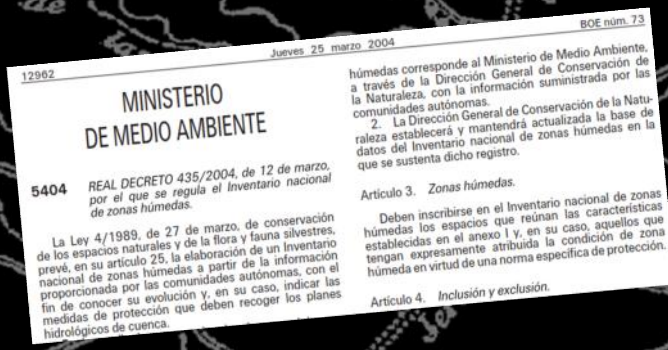 12962
Jueves 25 marzo 2004
BOE núm. 73
MINISTERIO
DE MEDIO AMBIENTE
5404 REAL DECRETO 435/2004, de 12 de marzo,
por el que se regula el Inventario nacional
de zonas húmedas.
La Ley 4/1989, de 27 de marzo, de conservación
de los espacios naturales y de la flora y fauna silvestres,
prevé, en su artículo 25, la elaboración de un Inventario
nacional de zonas húmedas a partir de la información
proporcionada por las comunidades autónomas, con el
fin de conocer su evolución y, en su caso, indicar las
medidas de protección que deben recoger los planes
hidrológicos de cuenca.
húmedas corresponde al Ministerio de Medio Ambiente,
a través de la Dirección General de Conservación de
la Naturaleza, con la información suministrada por las
comunidades autónomas.
2. La Dirección General de Conservación de la Natu-
raleza establecerá y mantendrá actualizada la base de
datos del Inventario nacional de zonas húmedas en la
que se sustenta dicho registro.
Artículo 3. Zonas húmedas.
Deben inscribirse en el Inventario nacional de zonas
húmedas los espacios que reúnan las características
establecidas en el anexo I y, en su caso, aquellos que
tengan expresamente atribuida la condición de zona
húmeda en virtud de una norma específica de protección.
Artículo 4. Inclusión y exclusión.